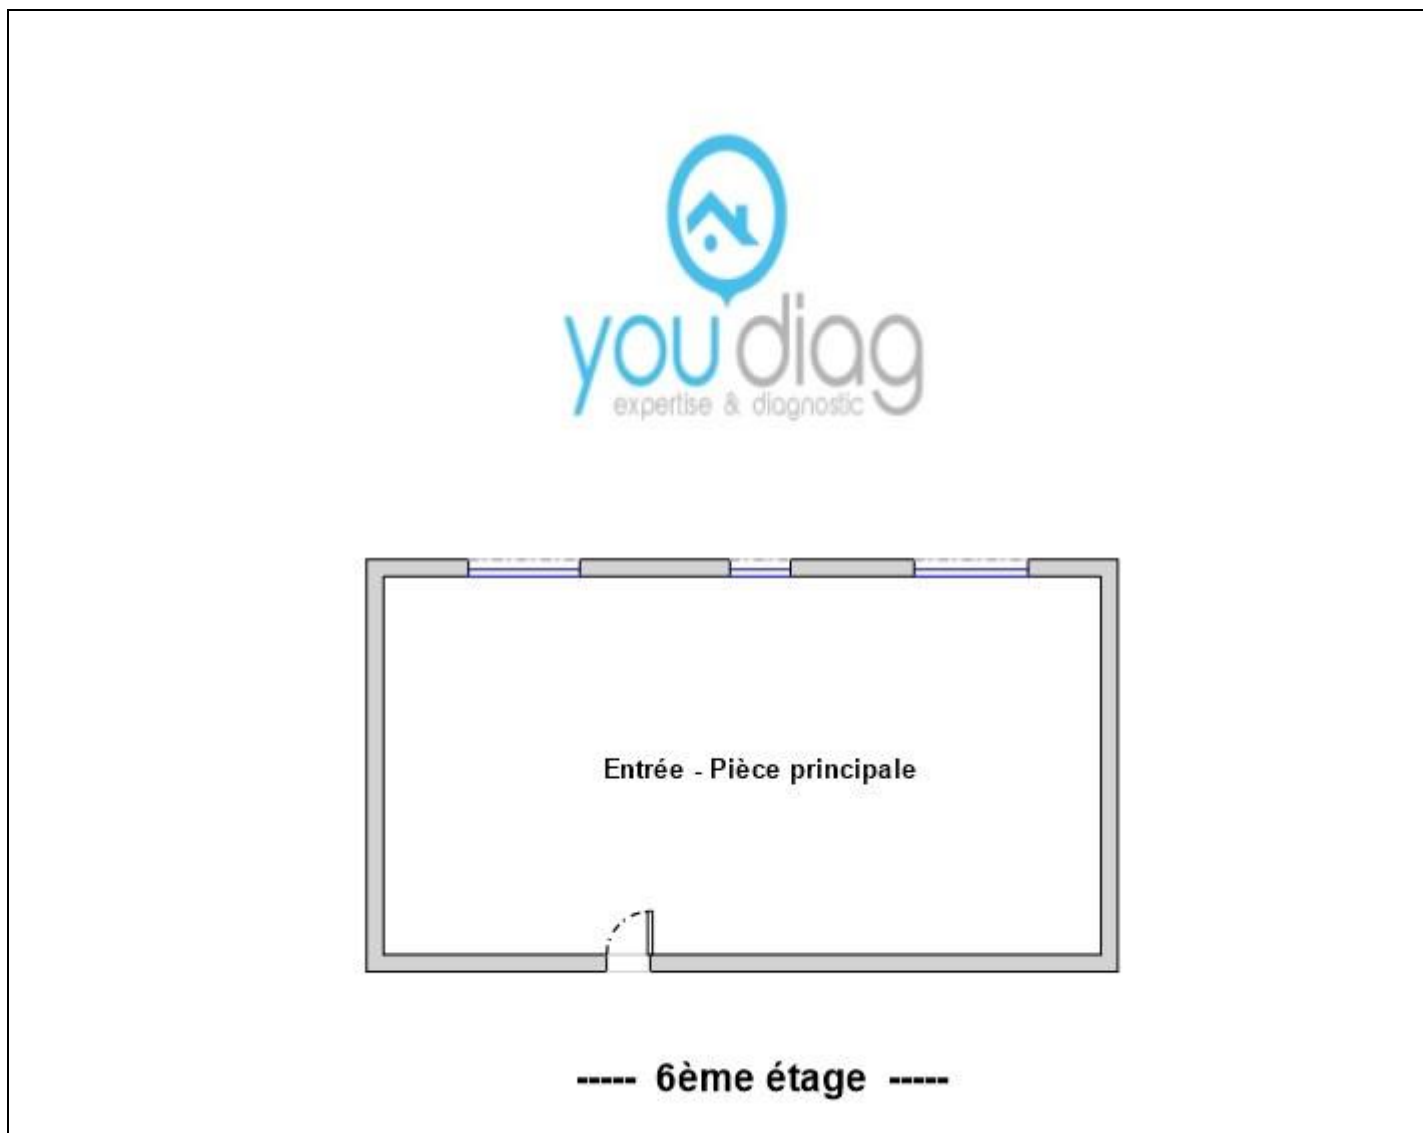 you diag
expertise & diagnostic
Entrée - Pièce principale
----- 6ème étage -----